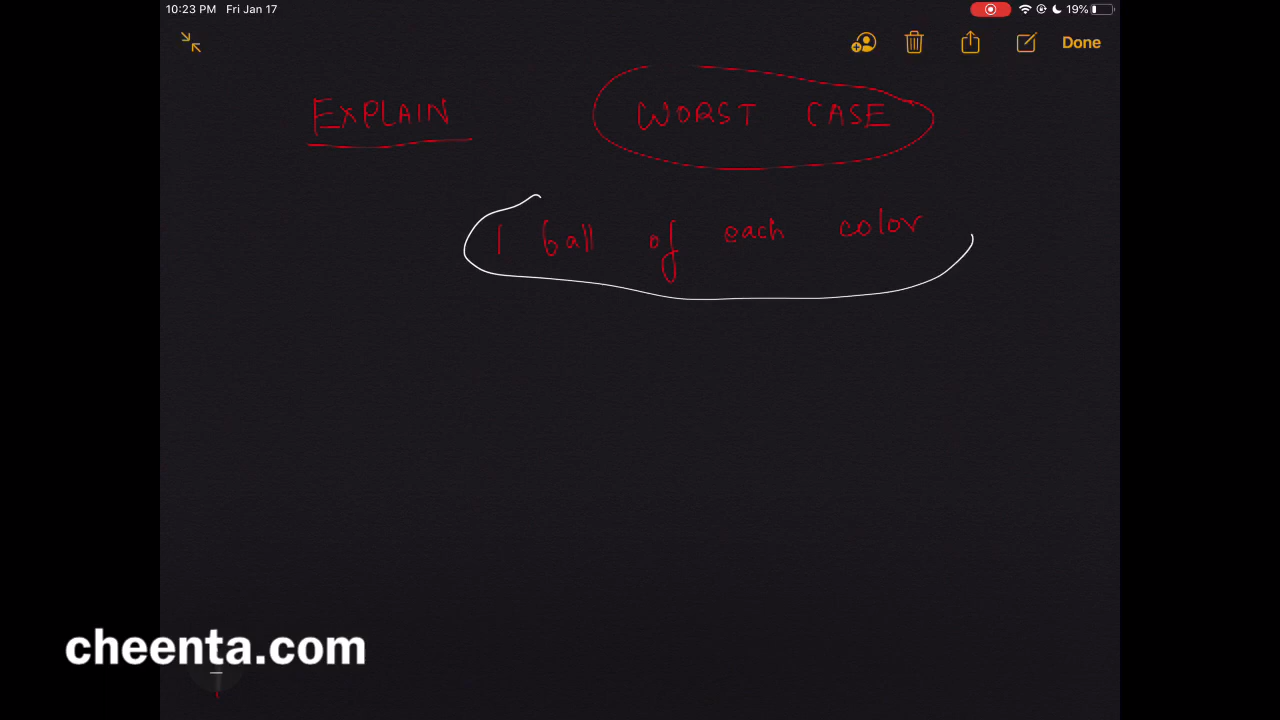 10:23 PM Fri Jan 17 19%
Done
EXPLAIN WORST CASE
1 ball of each color
cheenta.com